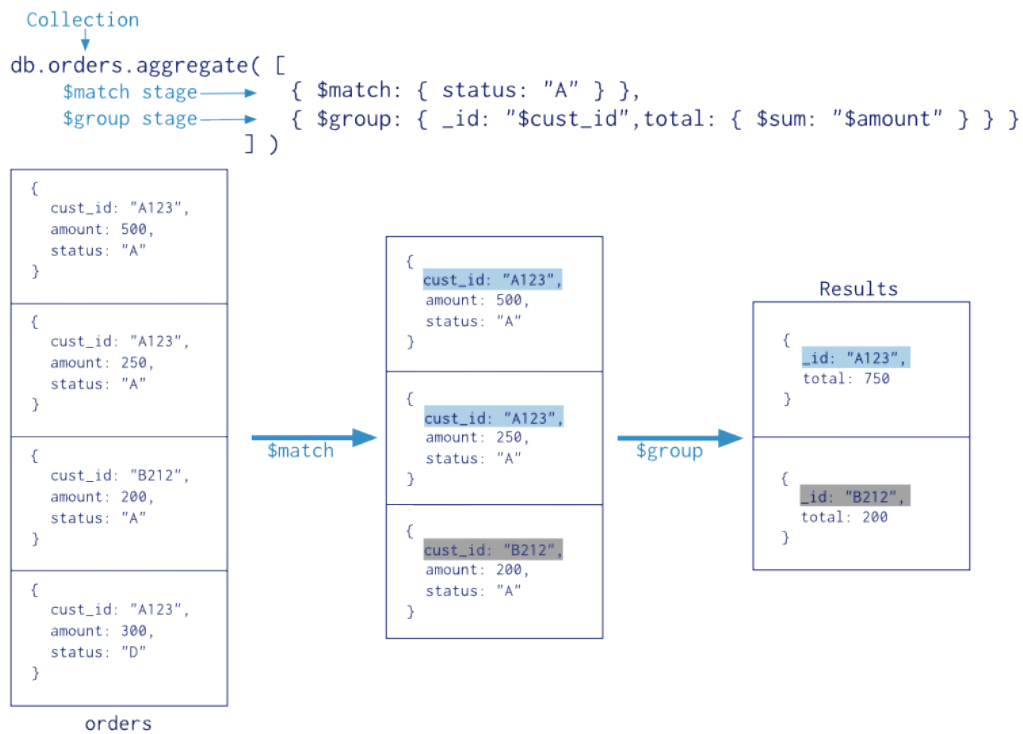 Collection
db.orders.aggregate( [
$match stage { $match: { status: "A" } },
$group stage { $group: { _id: "$cust_id",total: { $sum: "$amount" } } }
] )
{
cust_id: "A123",
amount: 500,
status: "A"
}
{
cust_id: "A123",
amount: 250,
status: "A"
}
{
cust_id: "B212",
amount: 200,
status: "A"
}
{
cust_id: "A123",
amount: 300,
status: "D"
}
orders
$match
{
cust_id: "A123",
amount: 500,
status: "A"
}
{
cust_id: "A123",
amount: 250,
status: "A"
}
{
cust_id: "B212",
amount: 200,
status: "A"
}
$group
Results
{
_id: "A123",
total: 750
}
{
_id: "B212",
total: 200
}